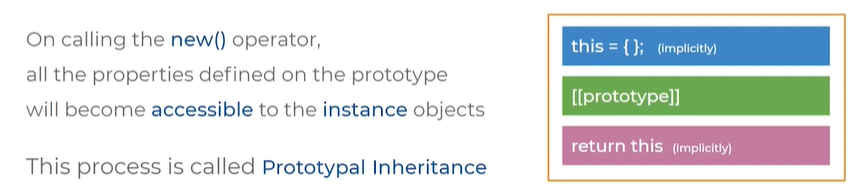 On calling the new() operator,
all the properties defined on the prototype
will become accessible to the instance objects
This process is called Prototypal Inheritance
this = { }; (implicitly)
[[prototype]]
return this (implicitly)